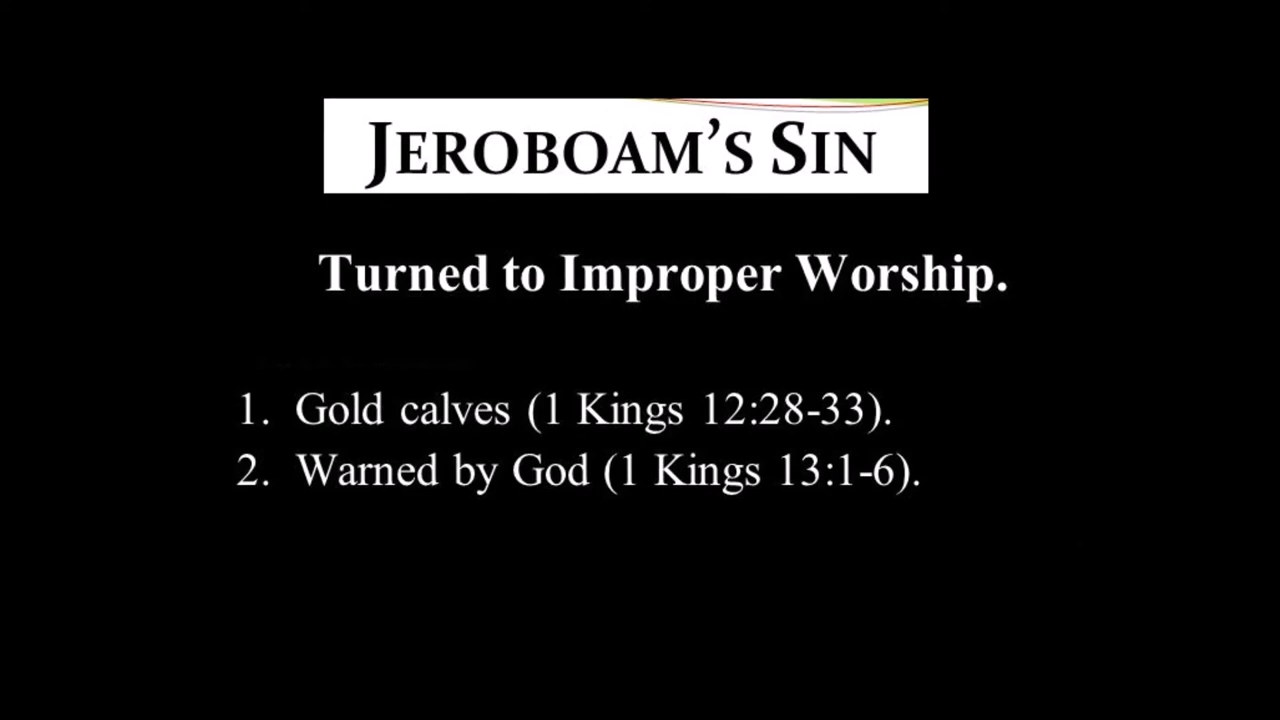 JEROBOAM'S SIN
Turned to Improper Worship.
1. Gold calves (1 Kings 12:28-33).
2. Warned by God (1 Kings 13:1-6).